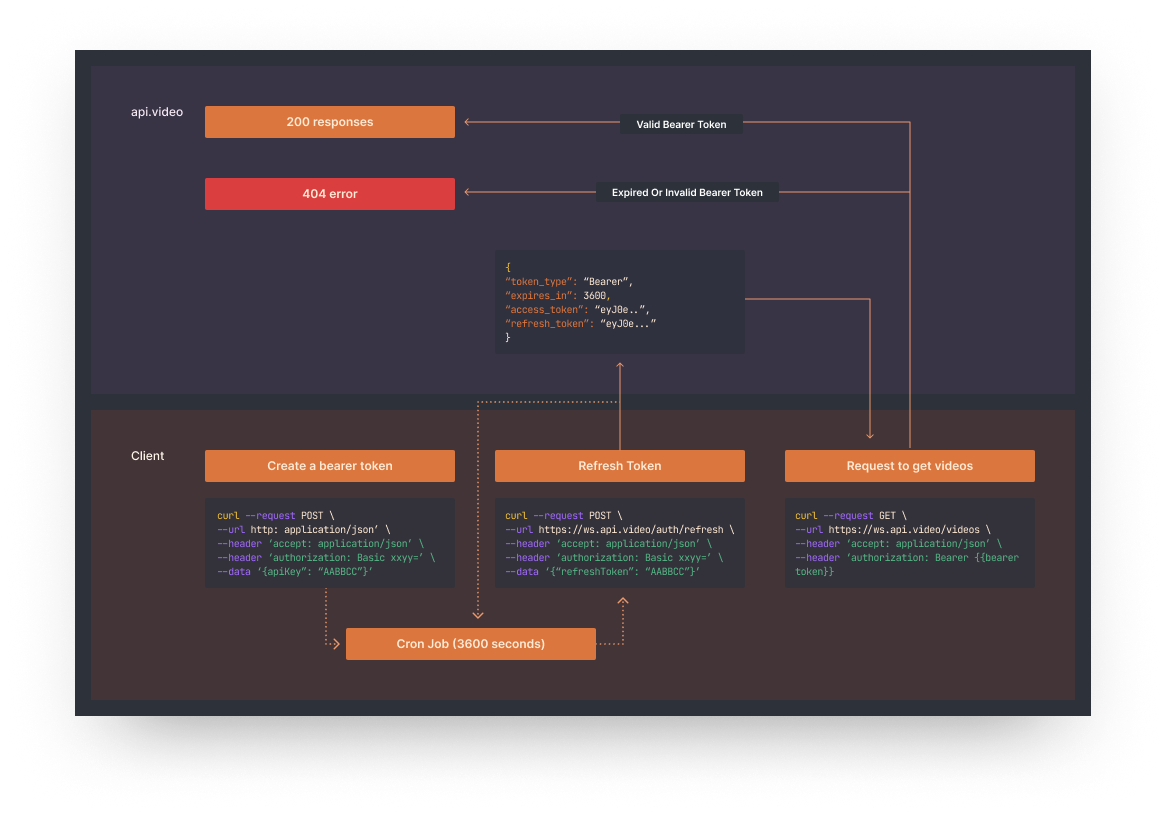 api.video
200 responses
Valid Bearer Token
404 error
Expired Or Invalid Bearer Token
{
“token_type”: “Bearer”,
“expires_in”: 3600,
“access_token”: “eyJ0e..”,
“refresh_token”: “eyJ0e...”
}
Client
Create a bearer token
curl --request POST \
--url http: application/json’ \
--header ‘accept: application/json’ \
--header ‘authorization: Basic xxyy=’ \
--data ‘{apiKey”: “AABBCC”}’
Refresh Token
curl --request POST \
--url https://ws.api.video/auth/refresh \
--header ‘accept: application/json’ \
--header ‘authorization: Basic xxyy=’ \
--data ‘{“refreshToken”: “AABBCC”}’
Request to get videos
curl --request GET \
--url https://ws.api.video/videos \
--header ‘accept: application/json’ \
--header ‘authorization: Bearer {{bearer
token}}
Cron Job (3600 seconds)